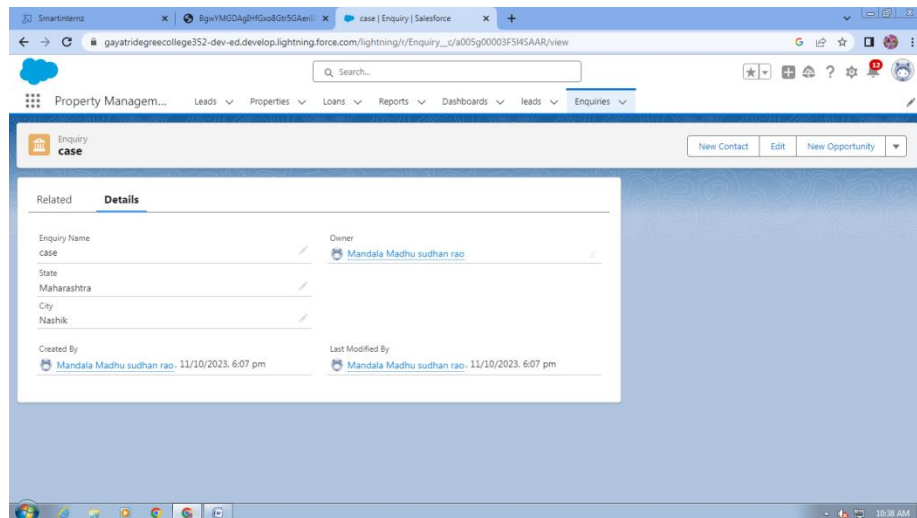 Smartinternz
case | Enquiry | Salesforce
gayatridegreecollege352-dev-ed.develop.lightning.force.com/lightning/r/Enquiry__c/a005g00003F5I4SAAR/view
Search...
12
Property Managem... Leads Properties Loans Reports Dashboards leads Enquiries
Enquiry
case
New Contact Edit New Opportunity
Related Details
Enquiry Name
case
Owner
Mandala Madhu sudhan rao
State
Maharashtra
City
Nashik
Created By
Mandala Madhu sudhan rao, 11/10/2023, 6:07 pm
Last Modified By
Mandala Madhu sudhan rao, 11/10/2023, 6:07 pm
10:38 AM